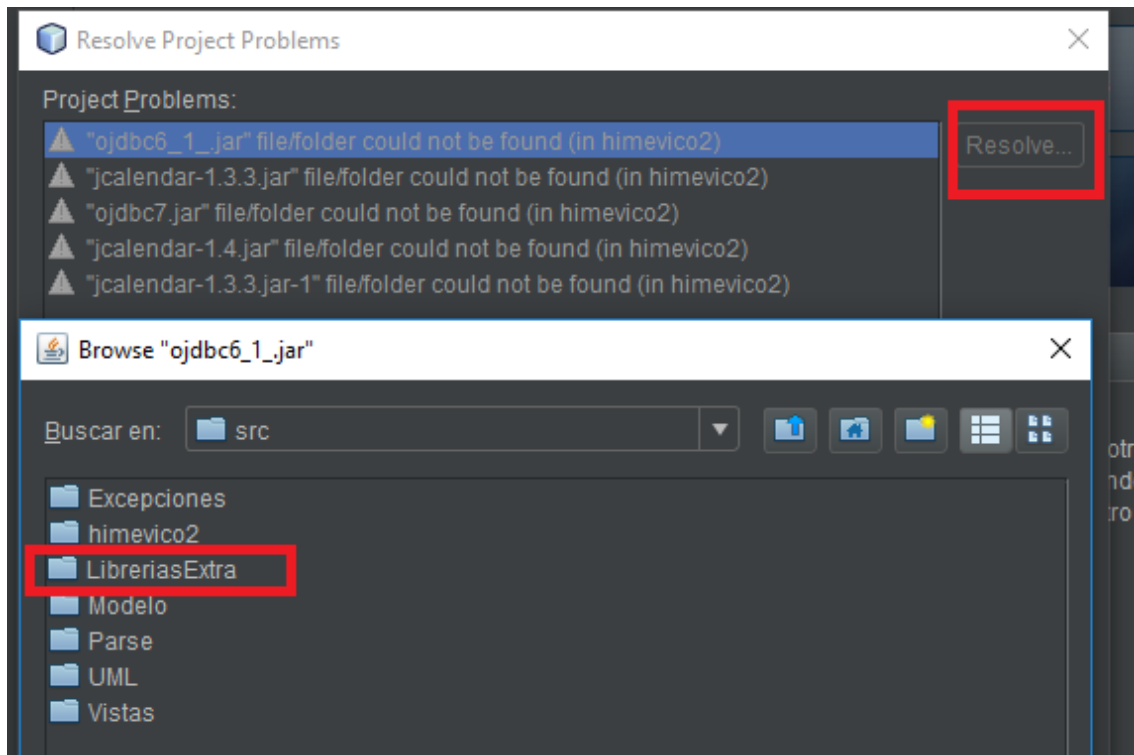 Resolve Project Problems
Project Problems:
"ojdbc6_1_.jar" file/folder could not be found (in himevico2)
Resolve...
"jcalendar-1.3.3.jar" file/folder could not be found (in himevico2)
"ojdbc7.jar" file/folder could not be found (in himevico2)
"jcalendar-1.4.jar" file/folder could not be found (in himevico2)
"jcalendar-1.3.3.jar-1" file/folder could not be found (in himevico2)
Browse "ojdbc6_1_.jar"
Buscar en: src
Excepciones
himevico2
LibreriasExtra
Modelo
Parse
UML
Vistas